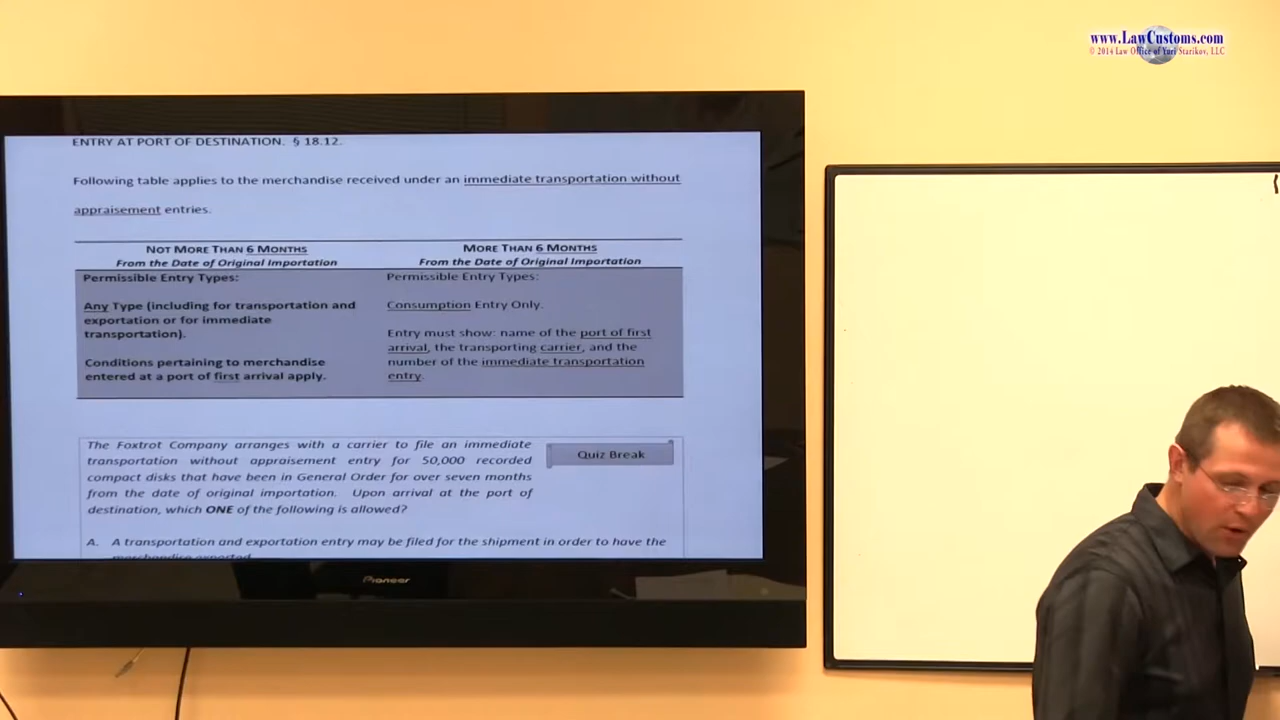 www.LawCustoms.com
© 2014 Law Office of Yuri Starikov, LLC
ENTRY AT PORT OF DESTINATION. § 18.12.
Following table applies to the merchandise received under an immediate transportation without
appraisement entries.
NOT MORE THAN 6 MONTHS
From the Date of Original Importation
Permissible Entry Types:
Any Type (including for transportation and
exportation or for immediate
transportation).
Conditions pertaining to merchandise
entered at a port of first arrival apply.
MORE THAN 6 MONTHS
From the Date of Original Importation
Permissible Entry Types:
Consumption Entry Only.
Entry must show: name of the port of first
arrival, the transporting carrier, and the
number of the immediate transportation
entry.
The Foxtrot Company arranges with a carrier to file an immediate
transportation without appraisement entry for 50,000 recorded
compact disks that have been in General Order for over seven months
from the date of original importation. Upon arrival at the port of
destination, which ONE of the following is allowed?
Quiz Break
A. A transportation and exportation entry may be filed for the shipment in order to have the
merchandise exported.
Pioneer